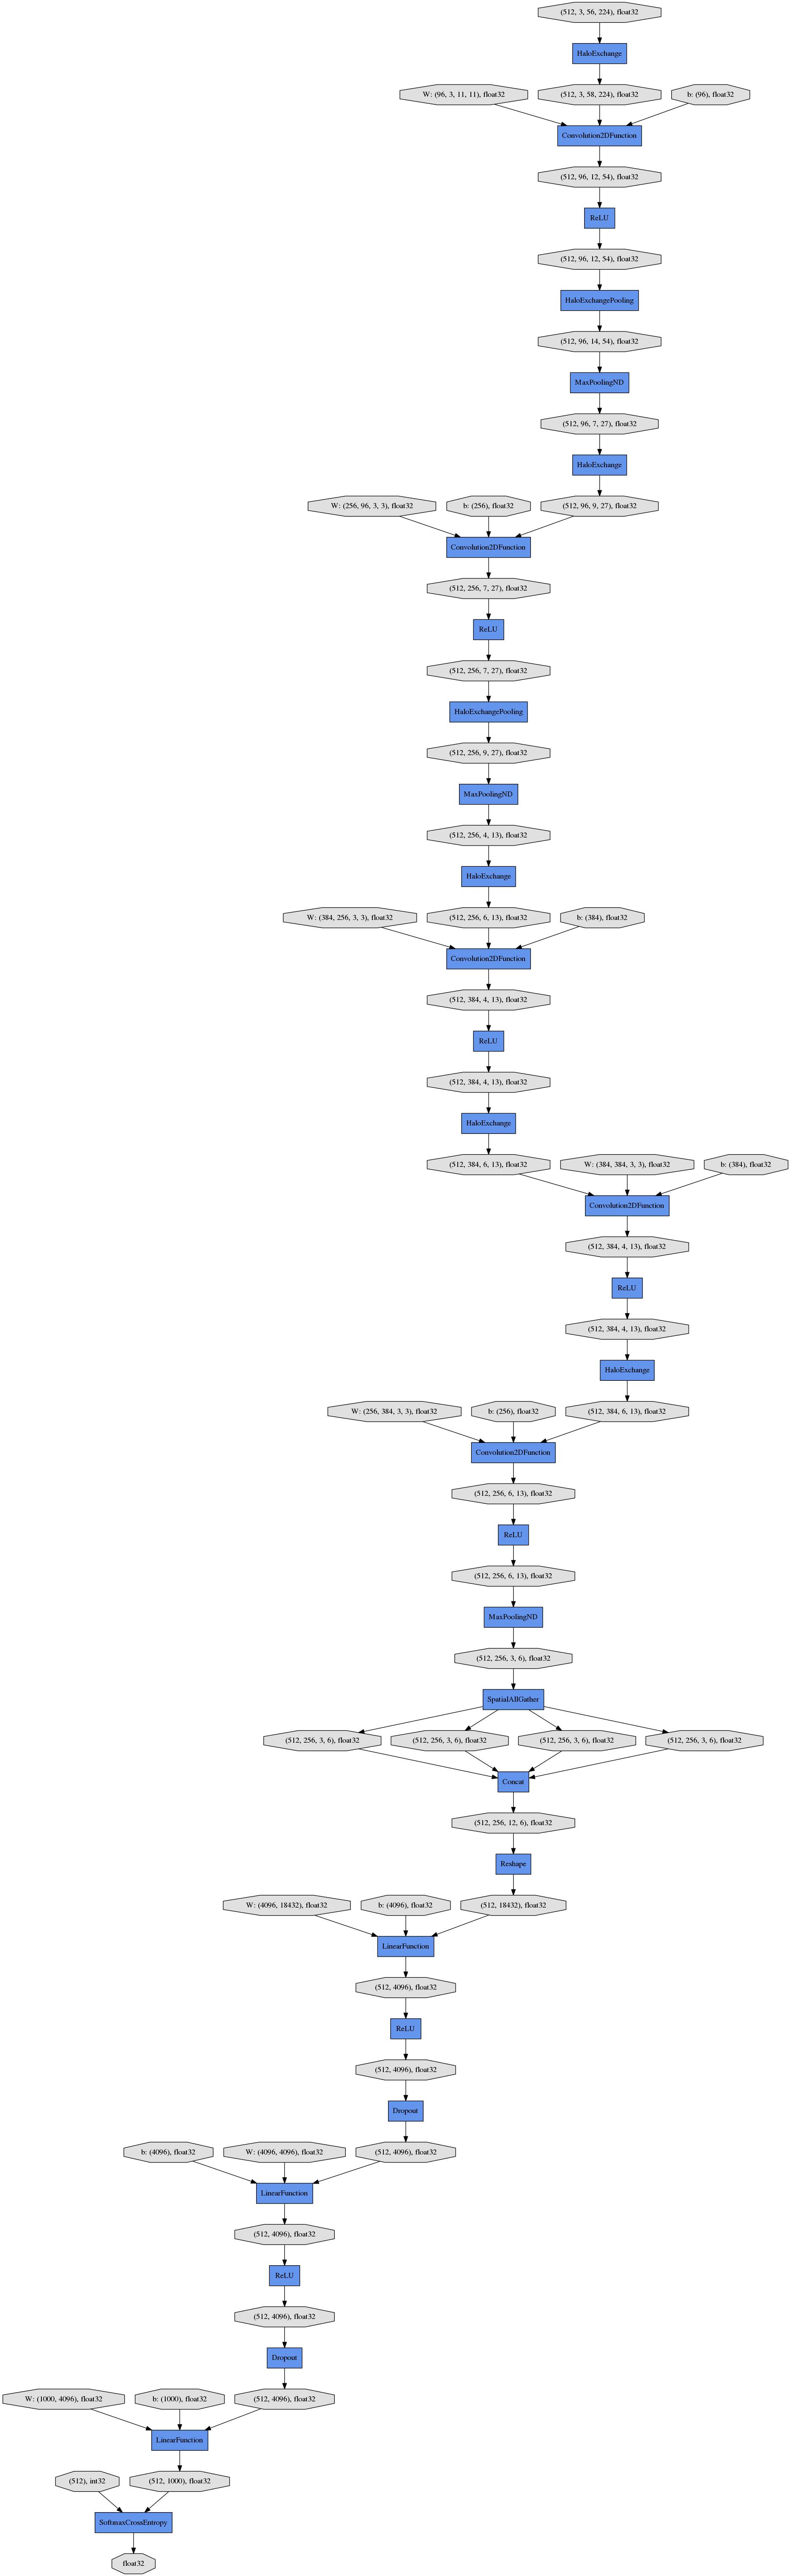 (512, 3, 56, 224), float32
HaloExchange
W: (96, 3, 11, 11), float32
(512, 3, 58, 224), float32
b: (96), float32
Convolution2DFunction
(512, 96, 12, 54), float32
ReLU
(512, 96, 12, 54), float32
HaloExchangePooling
(512, 96, 14, 54), float32
MaxPoolingND
(512, 96, 7, 27), float32
HaloExchange
W: (256, 96, 3, 3), float32
b: (256), float32
(512, 96, 9, 27), float32
Convolution2DFunction
(512, 256, 7, 27), float32
ReLU
(512, 256, 7, 27), float32
HaloExchangePooling
(512, 256, 9, 27), float32
MaxPoolingND
(512, 256, 4, 13), float32
HaloExchange
W: (384, 256, 3, 3), float32
(512, 256, 6, 13), float32
b: (384), float32
Convolution2DFunction
(512, 384, 4, 13), float32
ReLU
(512, 384, 4, 13), float32
HaloExchange
(512, 384, 6, 13), float32
W: (384, 384, 3, 3), float32
b: (384), float32
Convolution2DFunction
(512, 384, 4, 13), float32
ReLU
(512, 384, 4, 13), float32
HaloExchange
W: (256, 384, 3, 3), float32
b: (256), float32
(512, 384, 6, 13), float32
Convolution2DFunction
(512, 256, 6, 13), float32
ReLU
(512, 256, 6, 13), float32
MaxPoolingND
(512, 256, 3, 6), float32
SpatialAllGather
(512, 256, 3, 6), float32
(512, 256, 3, 6), float32
(512, 256, 3, 6), float32
(512, 256, 3, 6), float32
Concat
(512, 256, 12, 6), float32
Reshape
W: (4096, 18432), float32
b: (4096), float32
(512, 18432), float32
LinearFunction
(512, 4096), float32
ReLU
(512, 4096), float32
Dropout
b: (4096), float32
W: (4096, 4096), float32
(512, 4096), float32
LinearFunction
(512, 4096), float32
ReLU
(512, 4096), float32
Dropout
W: (1000, 4096), float32
b: (1000), float32
(512, 4096), float32
LinearFunction
(512), int32
(512, 1000), float32
SoftmaxCrossEntropy
float32